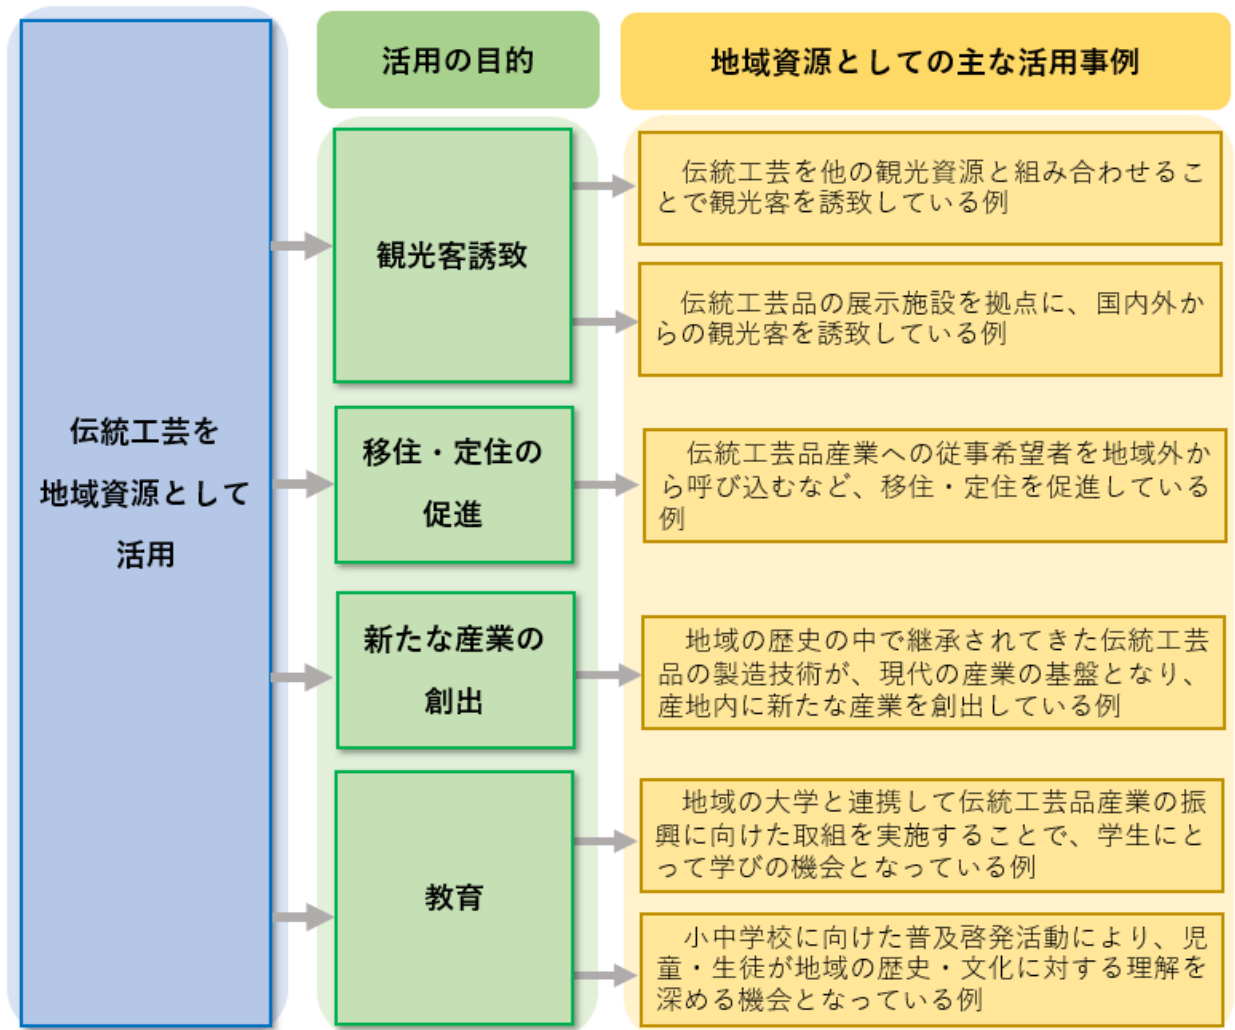 伝統工芸を
地域資源として
活用
活用の目的
地域資源としての主な活用事例
観光客誘致
伝統工芸を他の観光資源と組み合わせるこ
とで観光客を誘致している例
伝統工芸品の展示施設を拠点に、国内外か
らの観光客を誘致している例
移住・定住の
促進
伝統工芸品産業への従事希望者を地域外か
ら呼び込むなど、移住・定住を促進している
例
新たな産業の
創出
地域の歴史の中で継承されてきた伝統工芸
品の製造技術が、現代の産業の基盤となり、
産地内に新たな産業を創出している例
教育
地域の大学と連携して伝統工芸品産業の振
興に向けた取組を実施することで、学生にと
って学びの機会となっている例
小中学校に向けた普及啓発活動により、児
童・生徒が地域の歴史・文化に対する理解を
深める機会となっている例